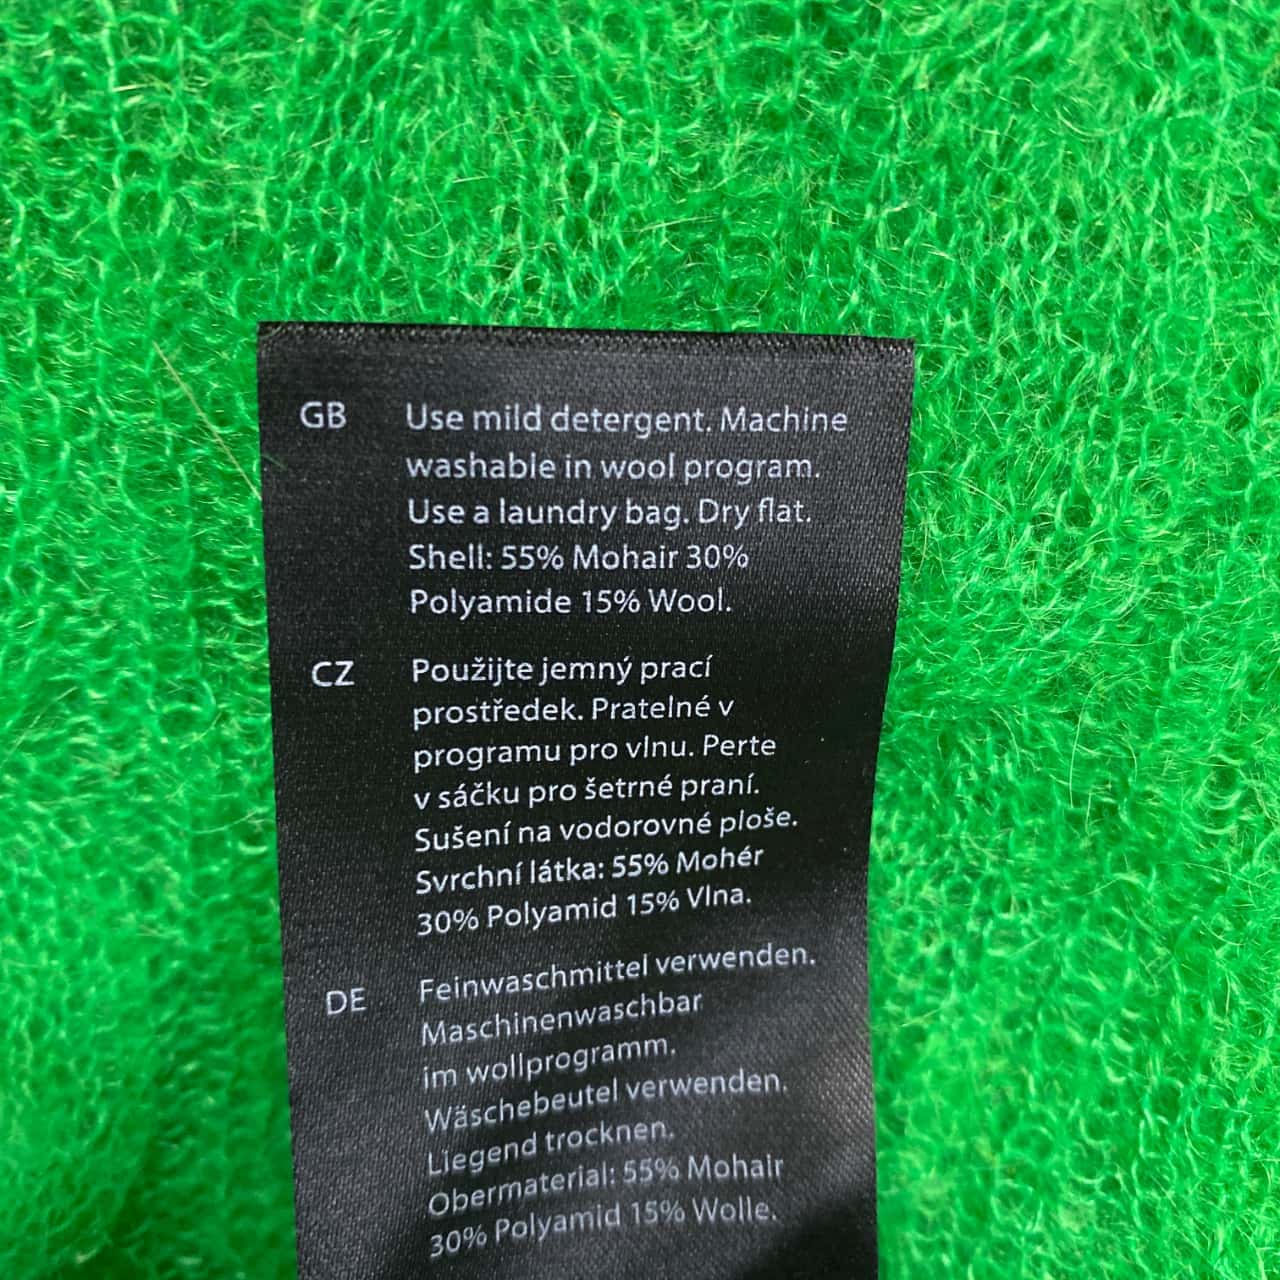 GB Use mild detergent. Machine
washable in wool program.
Use a laundry bag. Dry flat.
Shell: 55% Mohair 30%
Polyamide 15% Wool.
CZ Použijte jemný prací
prostředek. Pratelné v
programu pro vlnu. Perte
v sáčku pro šetrné praní.
Sušení na vodorovné ploše.
Svrchní látka: 55% Mohér
30% Polyamid 15% Vlna.
DE Feinwaschmittel verwenden.
Maschinenwaschbar
im wollprogramm.
Wäschebeutel verwenden.
Liegend trocknen.
Obermaterial: 55% Mohair
30% Polyamid 15% Wolle.